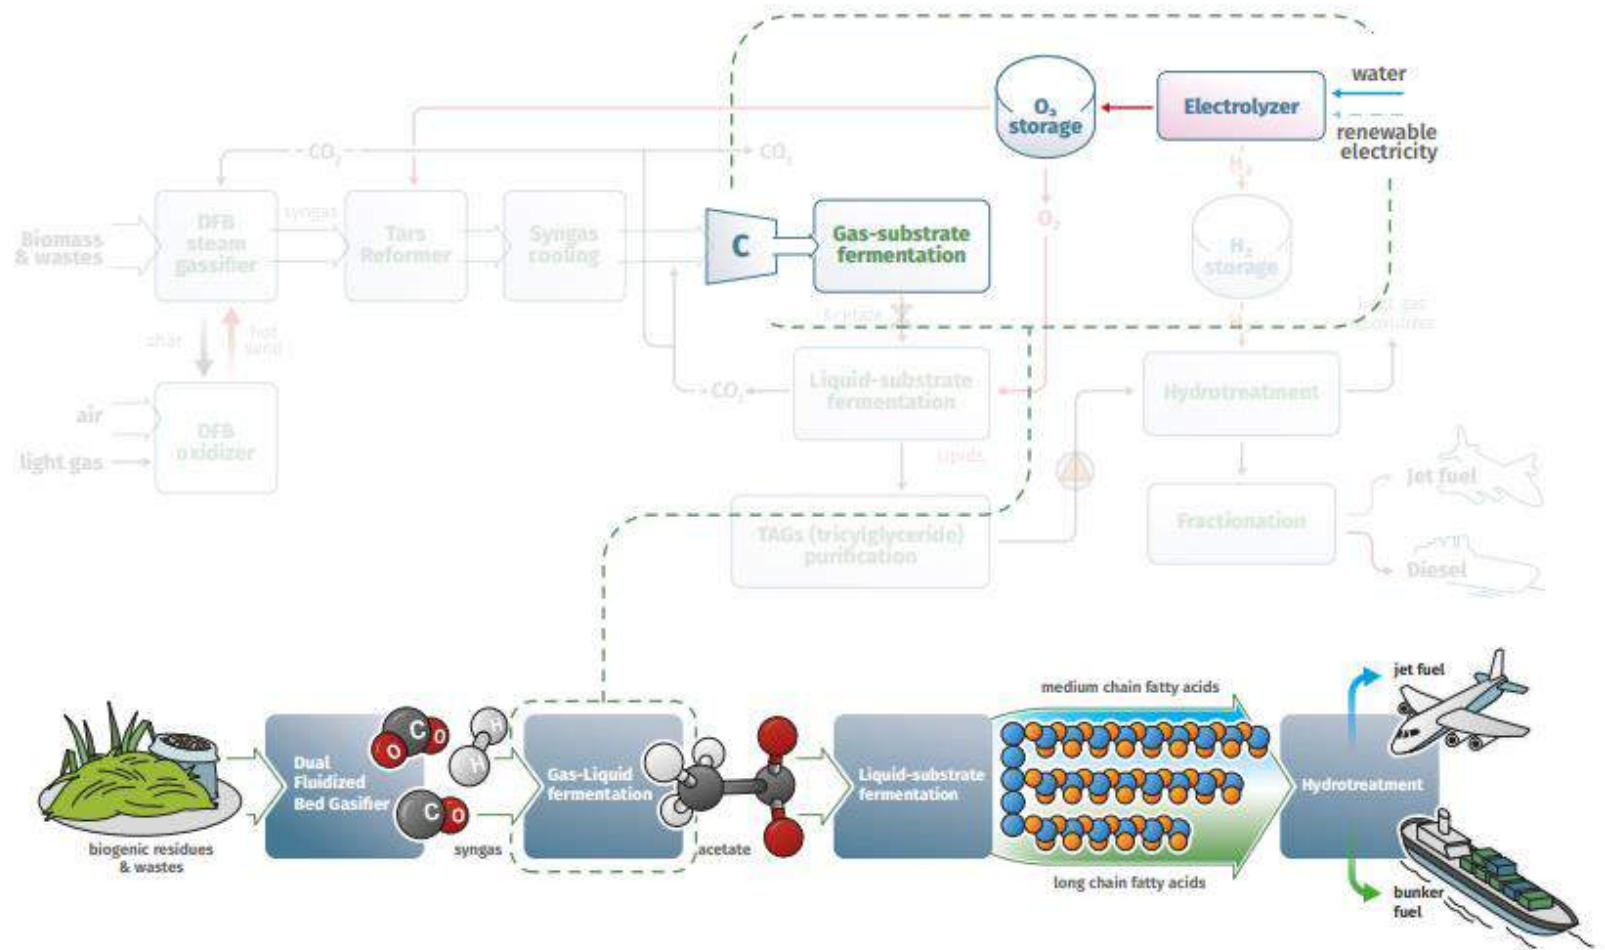 water
O₂
storage
Electrolyzer
renewable
electricity
CO₂
CO₂
H₂
DFB
steam
gassifier
syngas
Tars
Reformer
Syngas
cooling
C
Gas-substrate
fermentation
O₂
Biomass
& wastes
H₂
storage
char
hot
sand
Acetate
H₂
Liquid-substrate
fermentation
CO₂
Hydrotreatment
air
light gas
DFB
oxidizer
Lipids
Jet fuel
TAGs (tricylglyceride)
purification
Fractionation
Diesel
medium chain fatty acids
jet fuel
C
O
O
H
H
Dual
Fluidized
Bed Gasifier
Gas-Liquid
fermentation
Liquid-substrate
fermentation
Hydrotreatment
C
O
biogenic residues
& wastes
syngas
acetate
long chain fatty acids
bunker
fuel